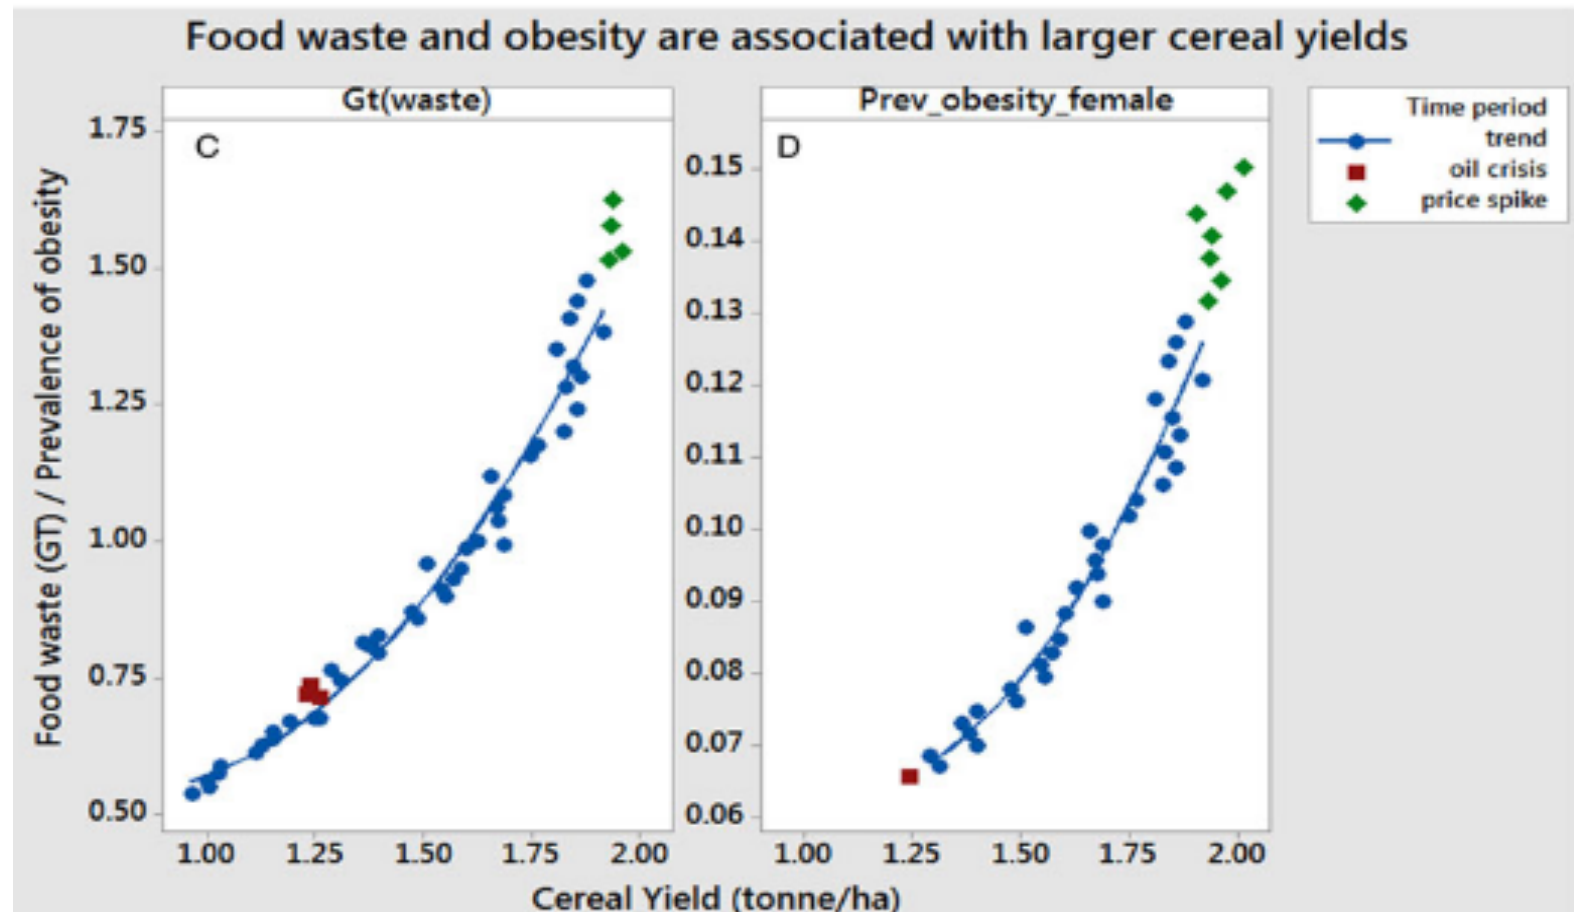 Food waste and obesity are associated with larger cereal yields
Gt(waste)
Prev_obesity_female
Time period
trend
oil crisis
price spike
C
D
Food waste (GT) / Prevalence of obesity
1.75
1.50
1.25
1.00
0.75
0.50
0.15
0.14
0.13
0.12
0.11
0.10
0.09
0.08
0.07
0.06
1.00 1.25 1.50 1.75 2.00
1.00 1.25 1.50 1.75 2.00
Cereal Yield (tonne/ha)